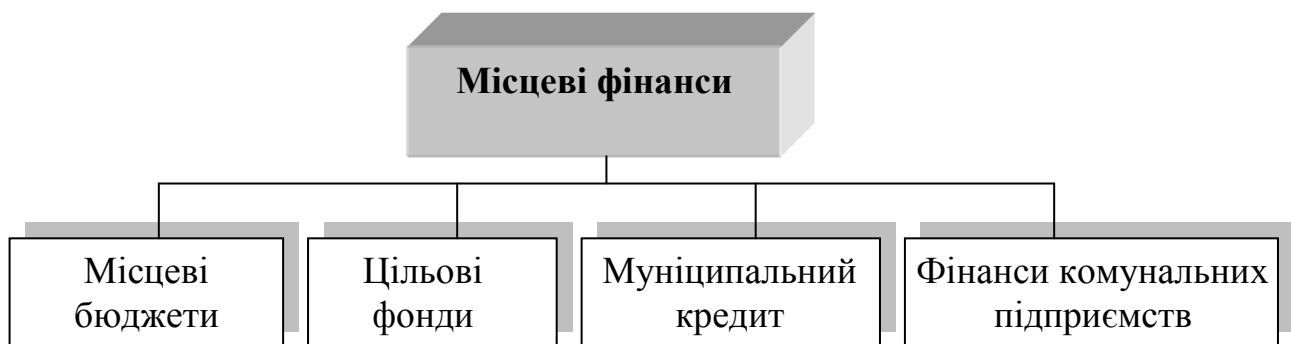 Місцеві фінанси
Місцеві
бюджети
Цільові
фонди
Муніципальний
кредит
Фінанси комунальних
підприємств